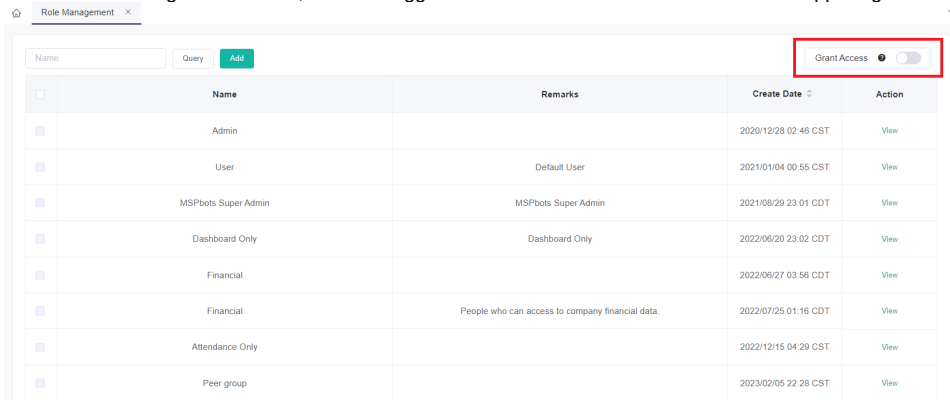 Role Management ×
Name Query Add Grant Access ?
Name Remarks Create Date Action
Admin 2020/12/28 02:46 CST View
User Default User 2021/01/04 00:55 CST View
MSPbots Super Admin MSPbots Super Admin 2021/08/29 23:01 CDT View
Dashboard Only Dashboard Only 2022/06/20 23:02 CDT View
Financial 2022/06/27 03:56 CDT View
Financial People who can access to company financial data. 2022/07/25 01:16 CDT View
Attendance Only 2022/12/15 04:29 CST View
Peer group 2023/02/05 22:28 CST View